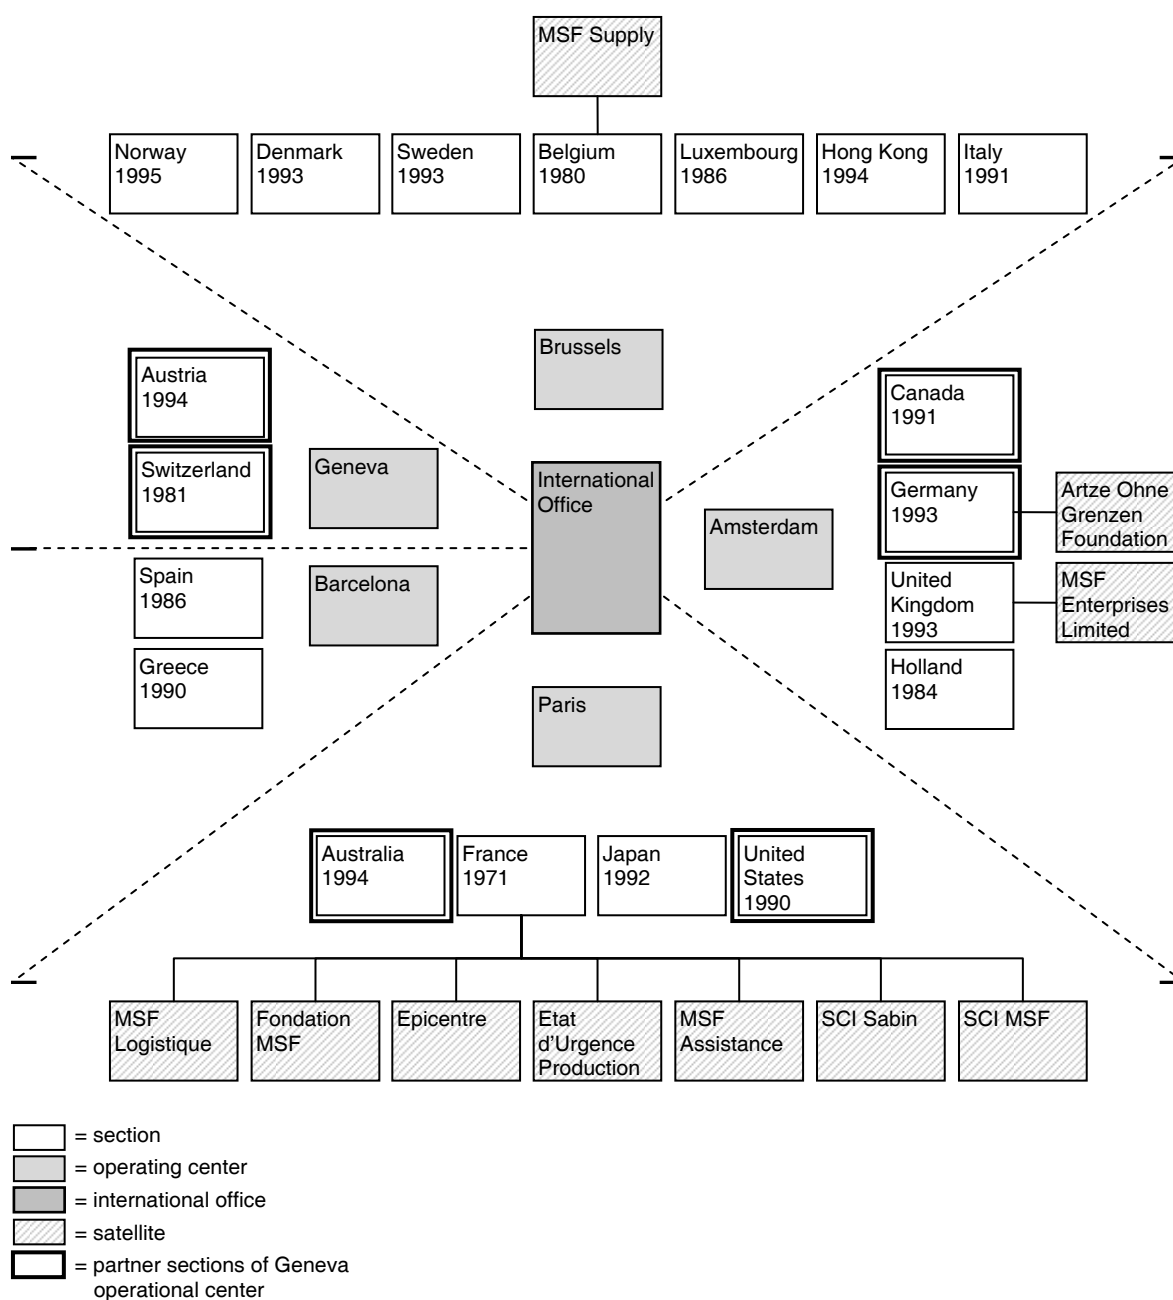 MSF Supply
Norway
1995
Denmark
1993
Sweden
1993
Belgium
1980
Luxembourg
1986
Hong Kong
1994
Italy
1991
Brussels
Austria
1994
Switzerland
1981
Geneva
International
Office
Canada
1991
Germany
1993
Artze Ohne
Grenzen
Foundation
Amsterdam
Spain
1986
Barcelona
United
Kingdom
1993
MSF
Enterprises
Limited
Greece
1990
Holland
1984
Paris
Australia
1994
France
1971
Japan
1992
United
States
1990
MSF
Logistique
Fondation
MSF
Epicentre
Etat
d’Urgence
Production
MSF
Assistance
SCI Sabin
SCI MSF
= section
= operating center
= international office
= satellite
= partner sections of Geneva
operational center